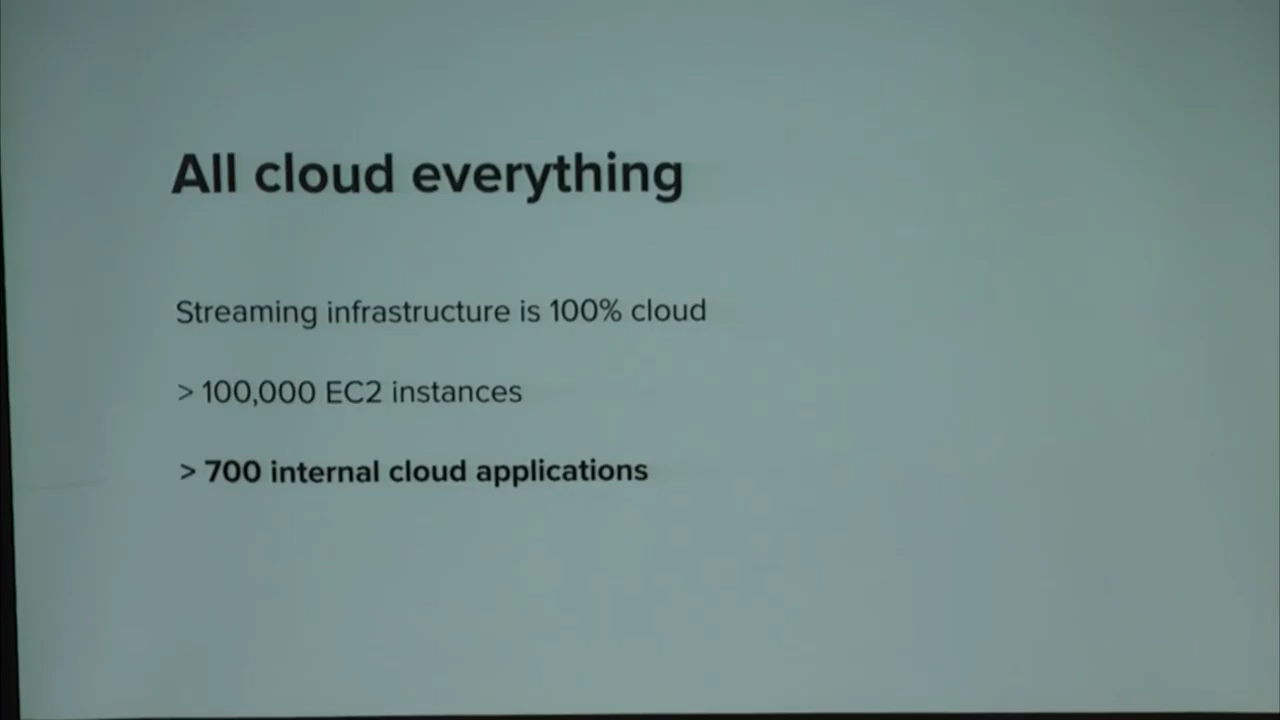 All cloud everything
Streaming infrastructure is 100% cloud
> 100,000 EC2 instances
> 700 internal cloud applications